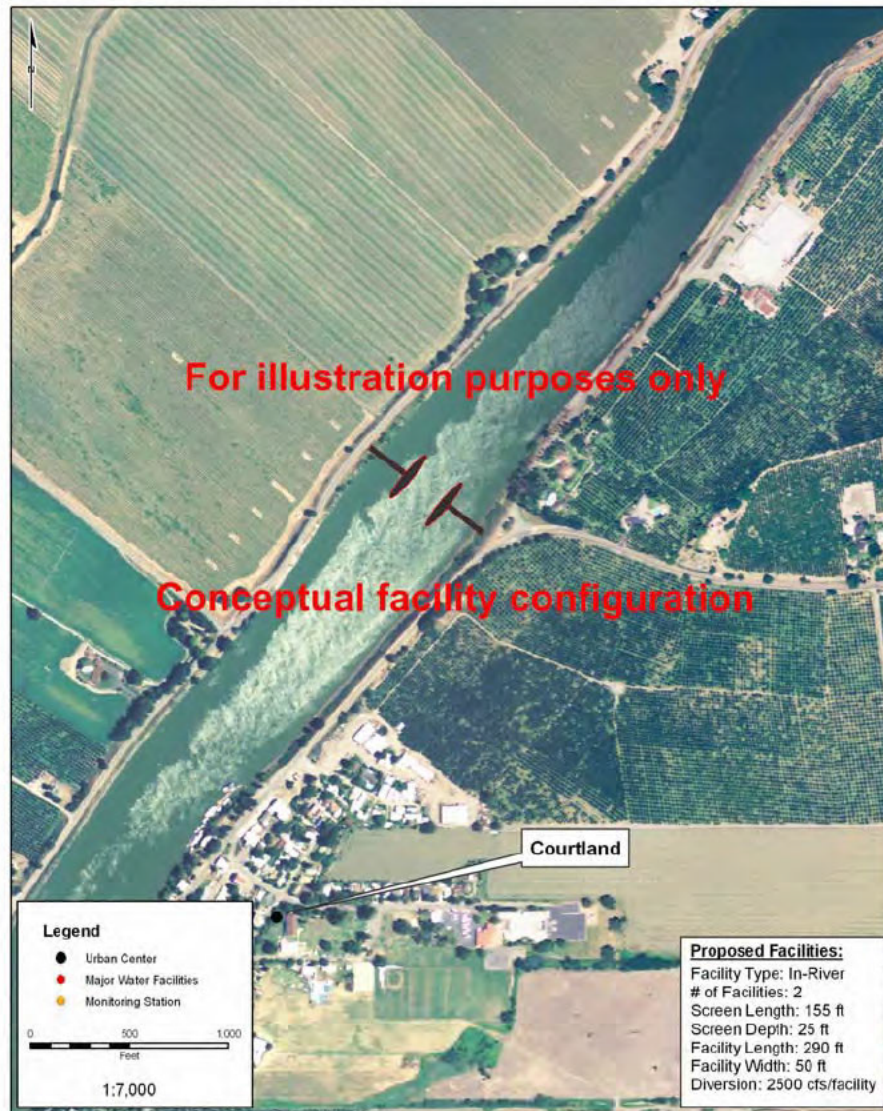 N
For illustration purposes only
Conceptual facility configuration
Courtland
Legend
Urban Center
Major Water Facilities
Monitoring Station
0 500 1,000
Feet
1:7,000
Proposed Facilities:
Facility Type: In-River
# of Facilities: 2
Screen Length: 155 ft
Screen Depth: 25 ft
Facility Length: 290 ft
Facility Width: 50 ft
Diversion: 2500 cfs/facility